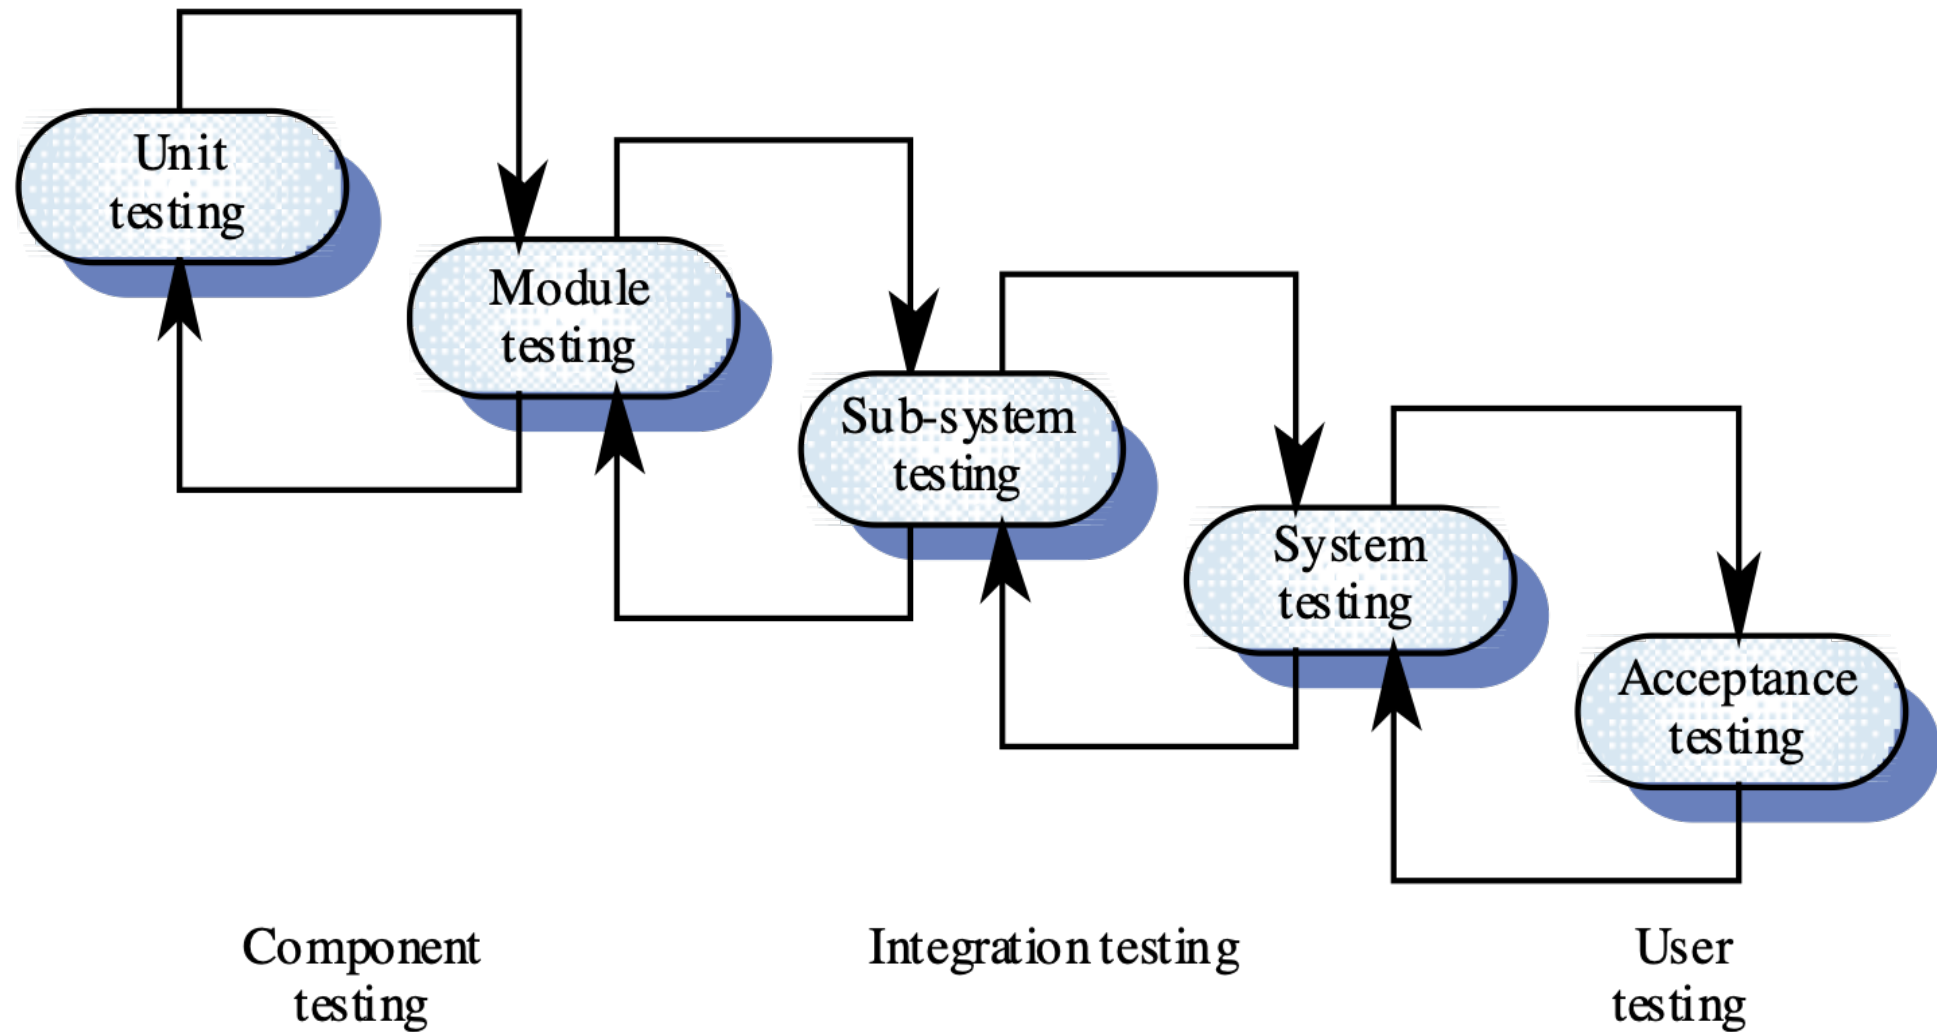 Unit
testing
Module
testing
Sub-system
testing
System
testing
Acceptance
testing
Component
testing
Integration testing
User
testing